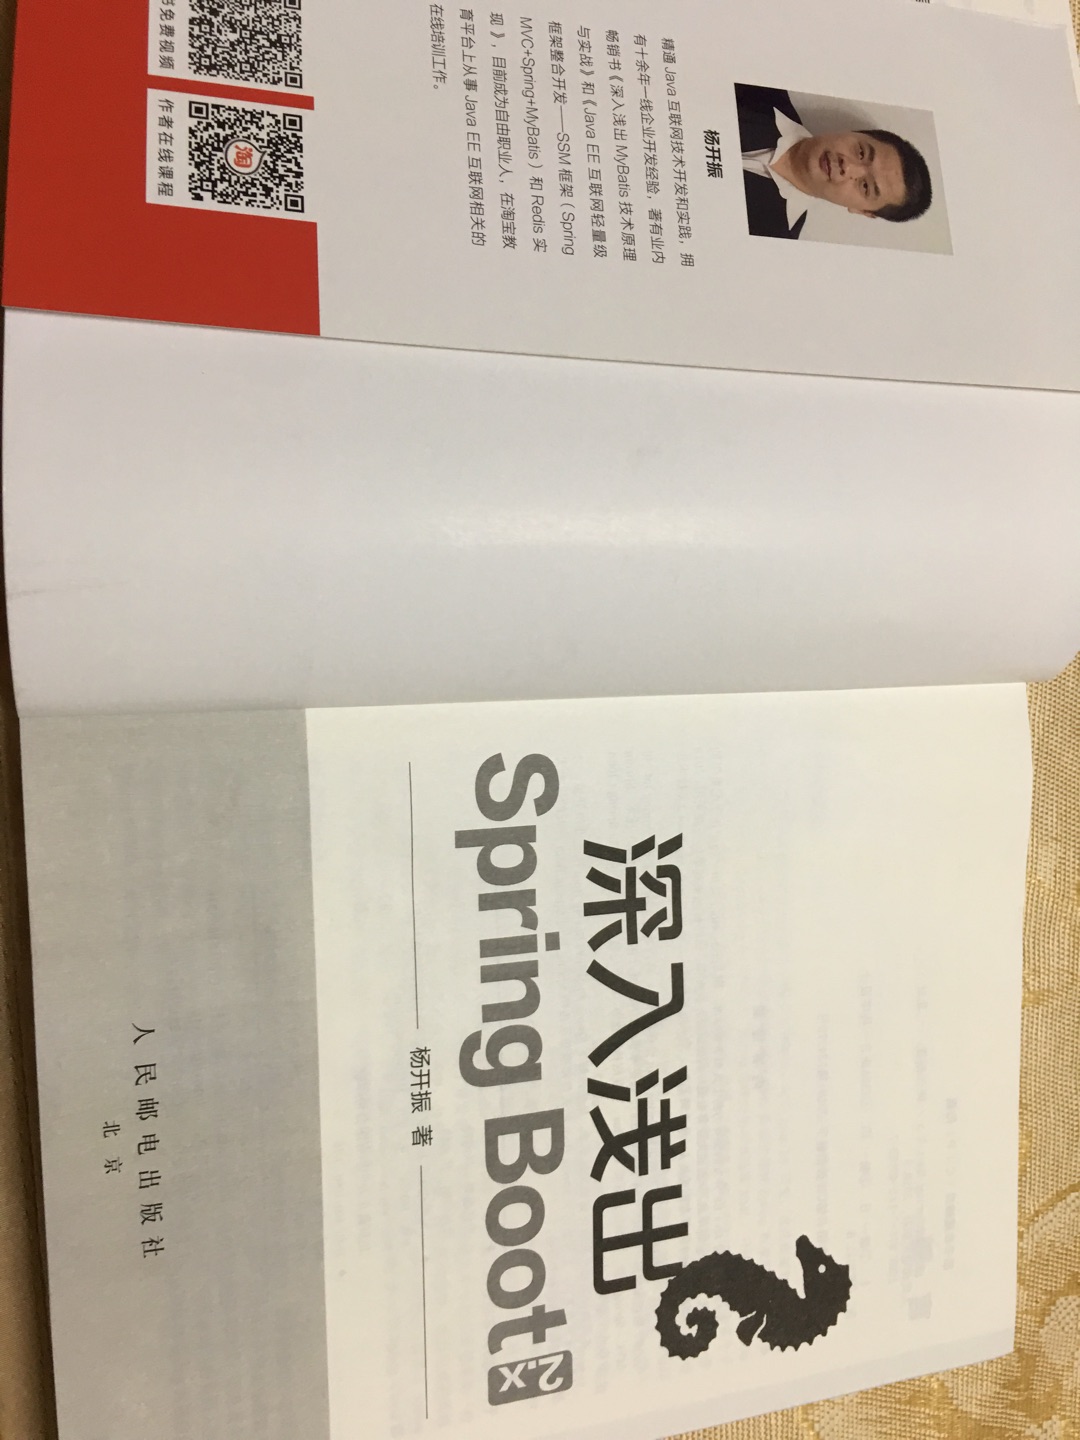 杨开振
精通 Java 互联网技术开发和实践，拥
有十余年一线企业开发经验，著有业内
畅销书《深入浅出 MyBatis 技术原理
与实战》和《Java EE 互联网轻量级
框架整合开发——SSM 框架（Spring
MVC+Spring+MyBatis）和 Redis 实
现》，目前成为自由职业人，在淘宝教
育平台上从事 Java EE 互联网相关的
在线培训工作。
书免费视频
淘
作者在线课程
深入浅出
Spring Boot 2.x
杨开振 著
人民邮电出版社
北京